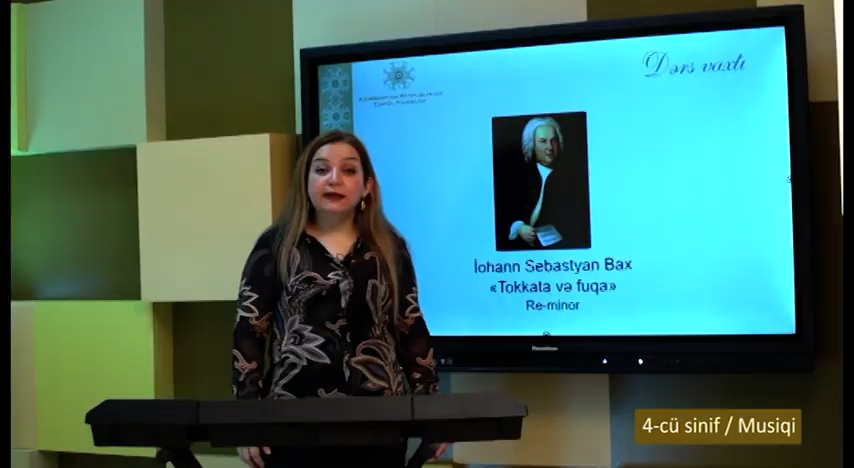 Dərs vaxtı
İohann Sebastyan Bax
«Tokkata və fuqa»
Re-minor
4-cü sinif / Musiqi